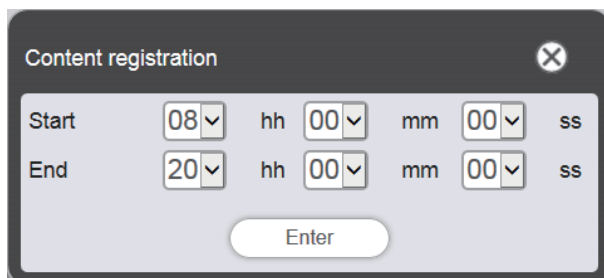 Content registration
Start 08 hh 00 mm 00 ss
End 20 hh 00 mm 00 ss
Enter